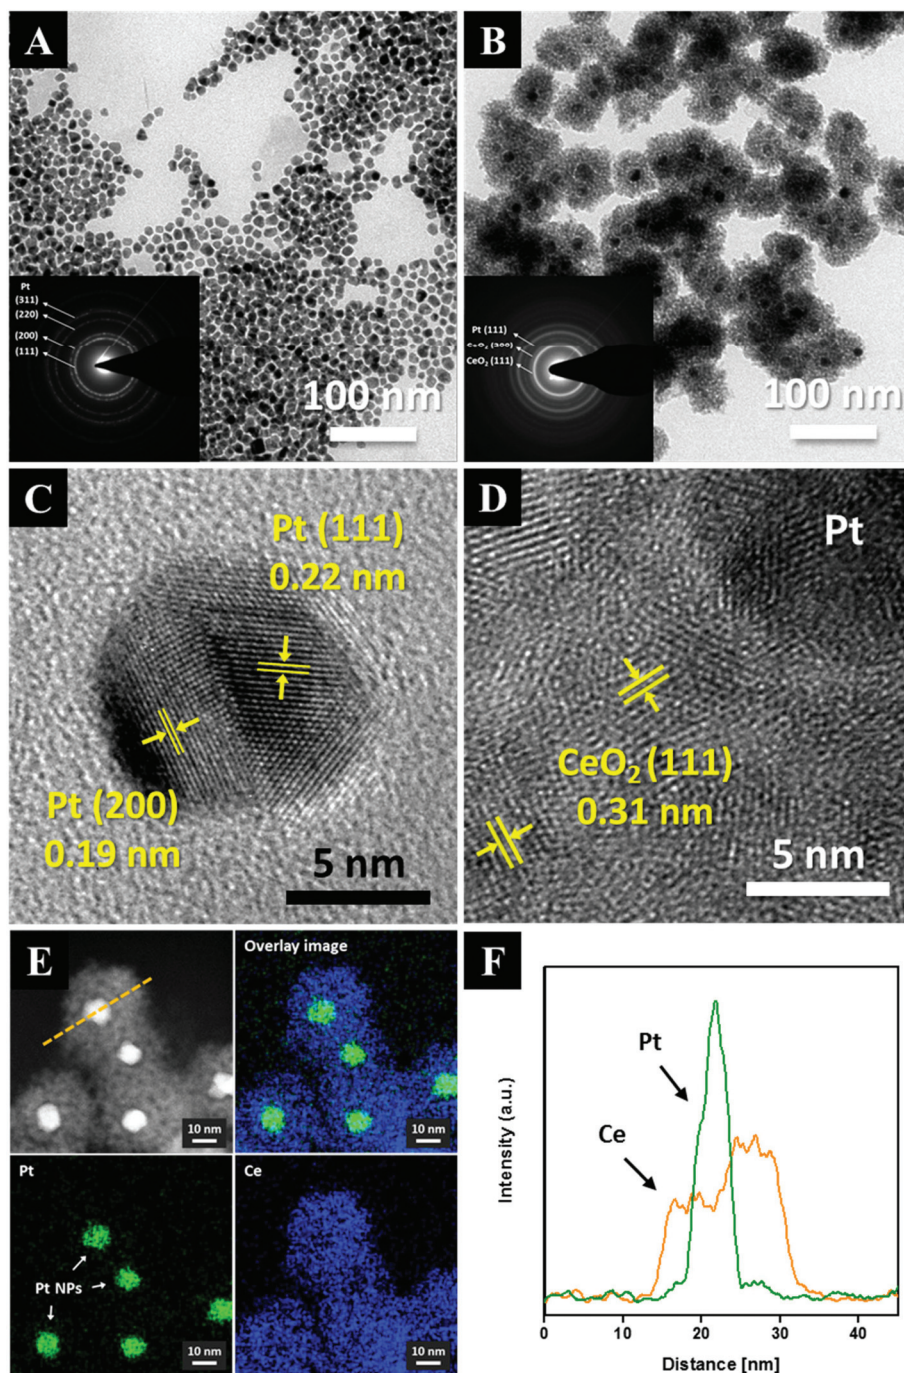 A
Pt
(311)
(220)
(200)
(111)
100 nm
B
Pt (111)
CeO₂ (111)
100 nm
C
Pt (111)
0.22 nm
Pt (200)
0.19 nm
5 nm
D
Pt
CeO₂ (111)
0.31 nm
5 nm
E
10 nm
Overlay image
10 nm
Pt
Pt NPs
10 nm
Ce
10 nm
F
Pt
Ce
Intensity (a.u.)
0 10 20 30 40
Distance [nm]